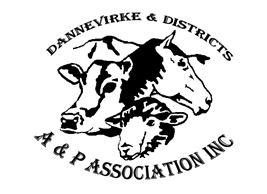 DANNEVIRKE & DISTRICTS
A & P ASSOCIATION INC